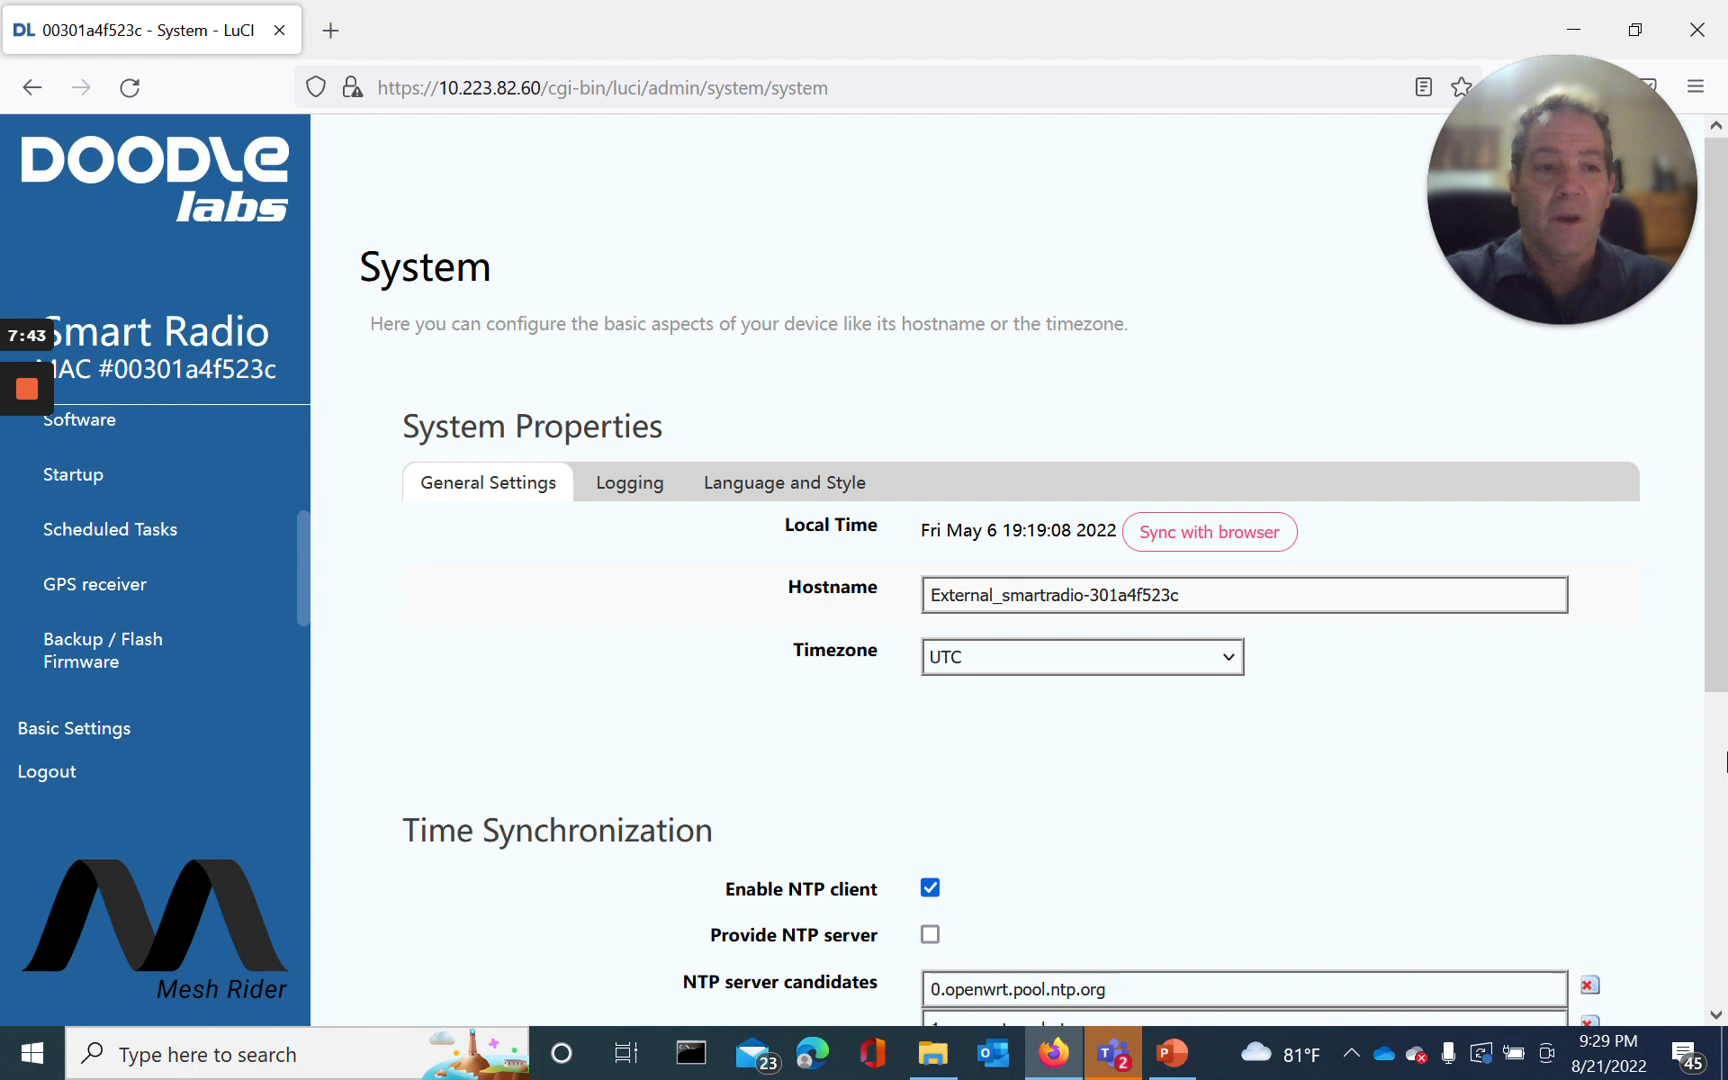 DL 00301a4f523c - System - LuCI
https://10.223.82.60/cgi-bin/luci/admin/system/system
DOODLE
labs
Smart Radio
7:43
MAC #00301a4f523c
Software
Startup
Scheduled Tasks
GPS receiver
Backup / Flash
Firmware
Basic Settings
Logout
Mesh Rider
System
Here you can configure the basic aspects of your device like its hostname or the timezone.
System Properties
General Settings Logging Language and Style
Local Time Fri May 6 19:19:08 2022 Sync with browser
Hostname External_smartradio-301a4f523c
Timezone UTC
Time Synchronization
Enable NTP client
Provide NTP server
NTP server candidates 0.openwrt.pool.ntp.org
Type here to search
23
2
81°F
9:29 PM
8/21/2022
45